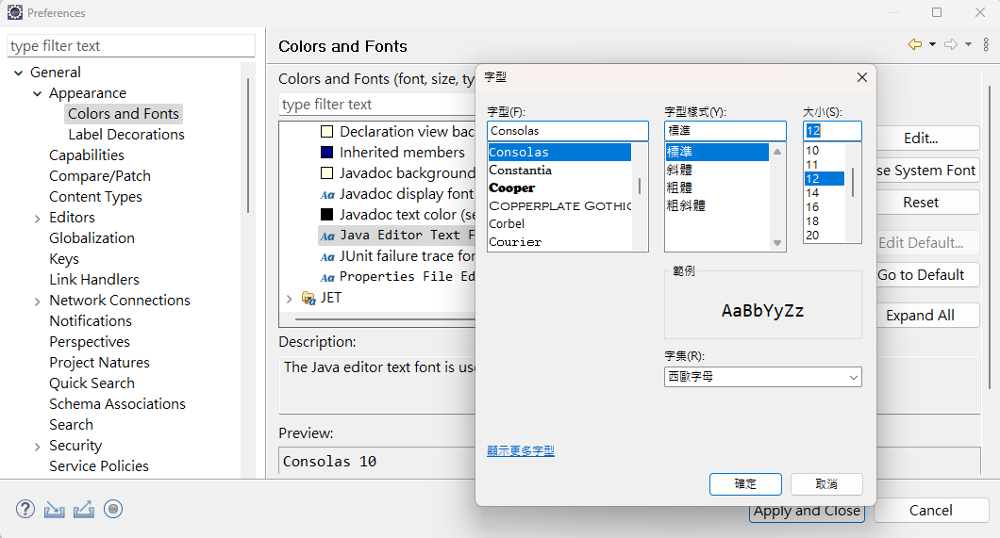 Preferences
type filter text
General
Appearance
Colors and Fonts
Label Decorations
Capabilities
Compare/Patch
Content Types
Editors
Globalization
Keys
Link Handlers
Network Connections
Notifications
Perspectives
Project Natures
Quick Search
Schema Associations
Search
Security
Service Policies
Colors and Fonts
Colors and Fonts (font, size, ty
type filter text
Declaration view bac
Inherited members
Javadoc background
Javadoc display font
Javadoc text color (se
Java Editor Text F
JUnit failure trace fon
Properties File Ed
JET
Description:
The Java editor text font is use
Preview:
Consolas 10
Edit...
se System Font
Reset
Edit Default...
Go to Default
Expand All
Apply and Close
Cancel
字型
字型(F):
Consolas
Consolas
Constantia
Cooper
Copperplate Gothic
Corbel
Courier
字型樣式(Y):
標準
標準
斜體
粗體
粗斜體
大小(S):
12
10
11
12
14
16
18
20
範例
AaBbYyZz
字集(R):
西歐字母
顯示更多字型
確定
取消